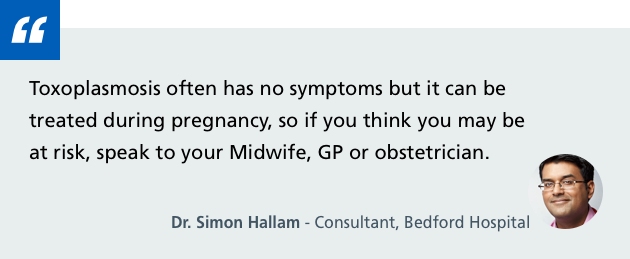 “
Toxoplasmosis often has no symptoms but it can be
treated during pregnancy, so if you think you may be
at risk, speak to your Midwife, GP or obstetrician.
Dr. Simon Hallam - Consultant, Bedford Hospital